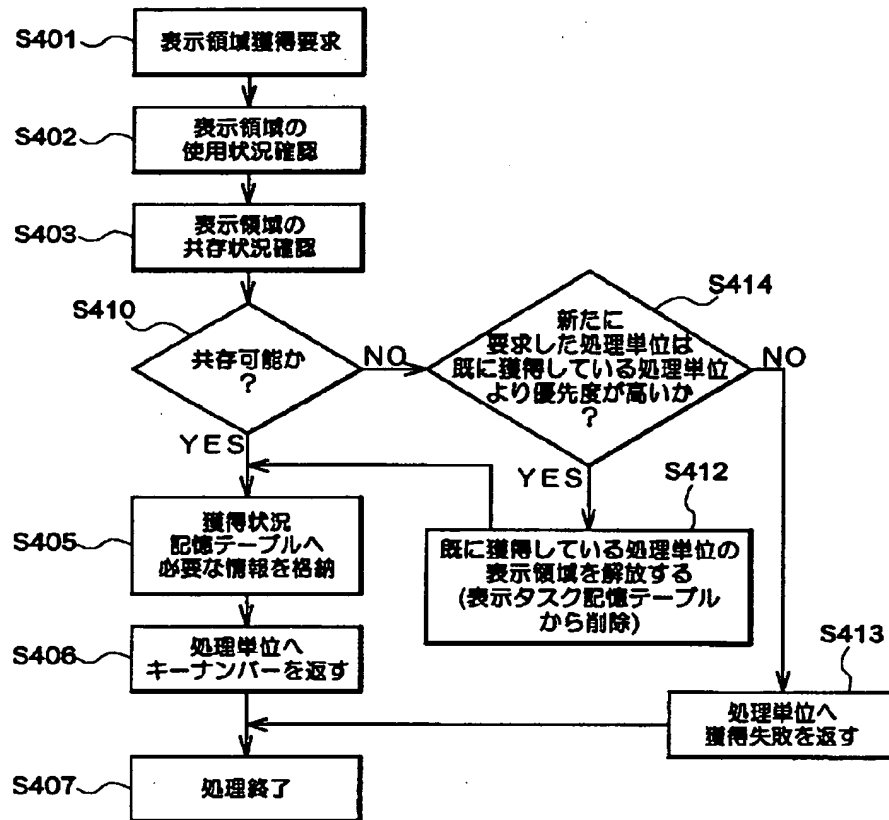 S401
表示領域獲得要求
S402
表示領域の
使用状況確認
S403
表示領域の
共存状況確認
S410
共存可能か
?
NO
YES
S414
新たに
要求した処理単位は
既に獲得している処理単位
より優先度が高いか
?
NO
YES
S412
既に獲得している処理単位の
表示領域を解放する
(表示タスク記憶テーブル
から削除)
S405
獲得状況
記憶テーブルへ
必要な情報を格納
S406
処理単位へ
キーナンバーを返す
S413
処理単位へ
獲得失敗を返す
S407
処理終了